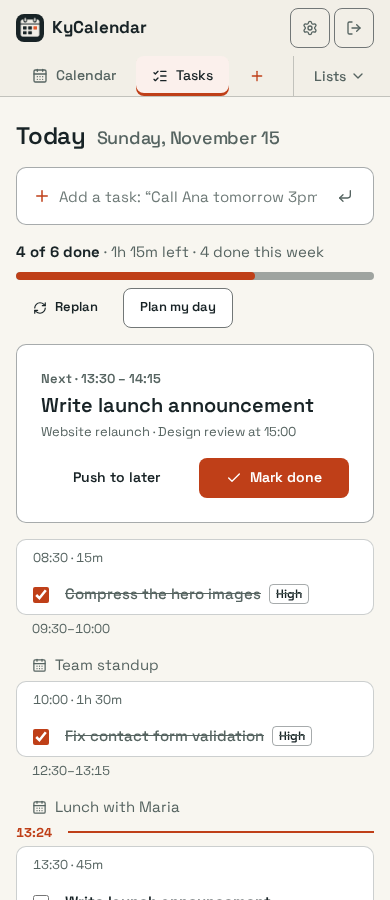 KyCalendar
Calendar
Tasks
Lists
Today Sunday, November 15
Add a task: “Call Ana tomorrow 3pm
4 of 6 done · 1h 15m left · 4 done this week
Replan
Plan my day
Next · 13:30 – 14:15
Write launch announcement
Website relaunch · Design review at 15:00
Push to later
Mark done
08:30 · 15m
Compress the hero images High
09:30–10:00
Team standup
10:00 · 1h 30m
Fix contact form validation High
12:30–13:15
Lunch with Maria
13:24
13:30 · 45m
Write launch announcement